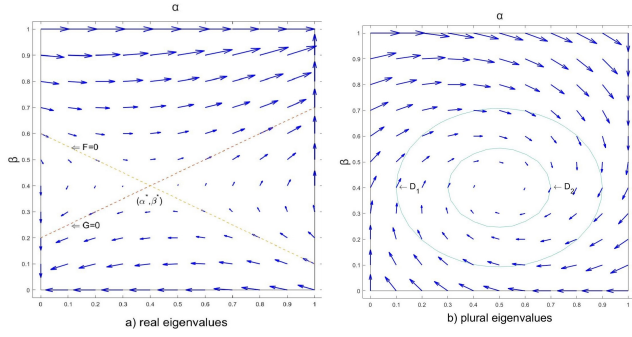 α
α
1
0.9
0.8
0.7
0.6
0.5
0.4
0.3
0.2
0.1
0
β
⇐ F=0
(α*,β*)
⇐ G=0
0 0.1 0.2 0.3 0.4 0.5 0.6 0.7 0.8 0.9 1
a) real eigenvalues
1
0.9
0.8
0.7
0.6
0.5
0.4
0.3
0.2
0.1
0
β
← D1
← D2
0 0.1 0.2 0.3 0.4 0.5 0.6 0.7 0.8 0.9 1
b) plural eigenvalues